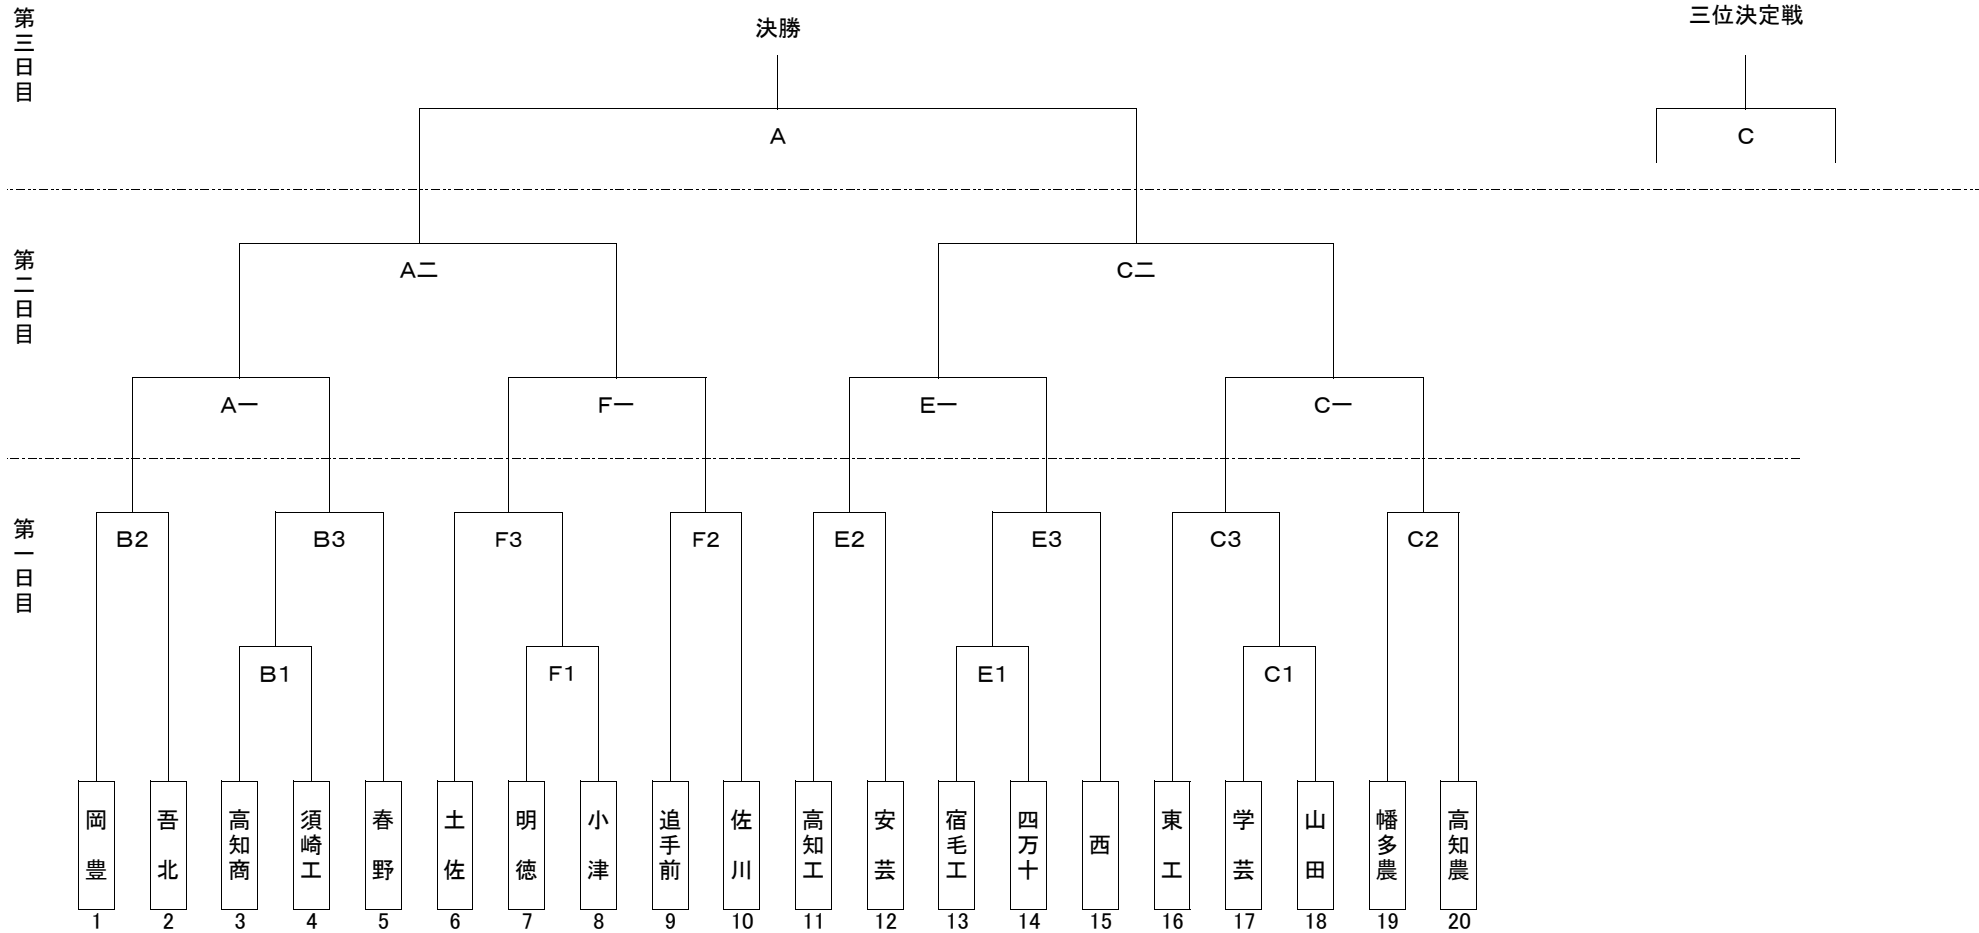 第三日目
決勝
三位決定戦
A
C
第二日目
A二
C二
A一
F一
E一
C一
第一日目
B2
B3
F3
F2
E2
E3
C3
C2
B1
F1
E1
C1
岡豊
吾北
高知商
須崎工
春野
土佐
明徳
小津
追手前
佐川
高知工
安芸
宿毛工
四万十
西
東工
学芸
山田
幡多農
高知農
1
2
3
4
5
6
7
8
9
10
11
12
13
14
15
16
17
18
19
20